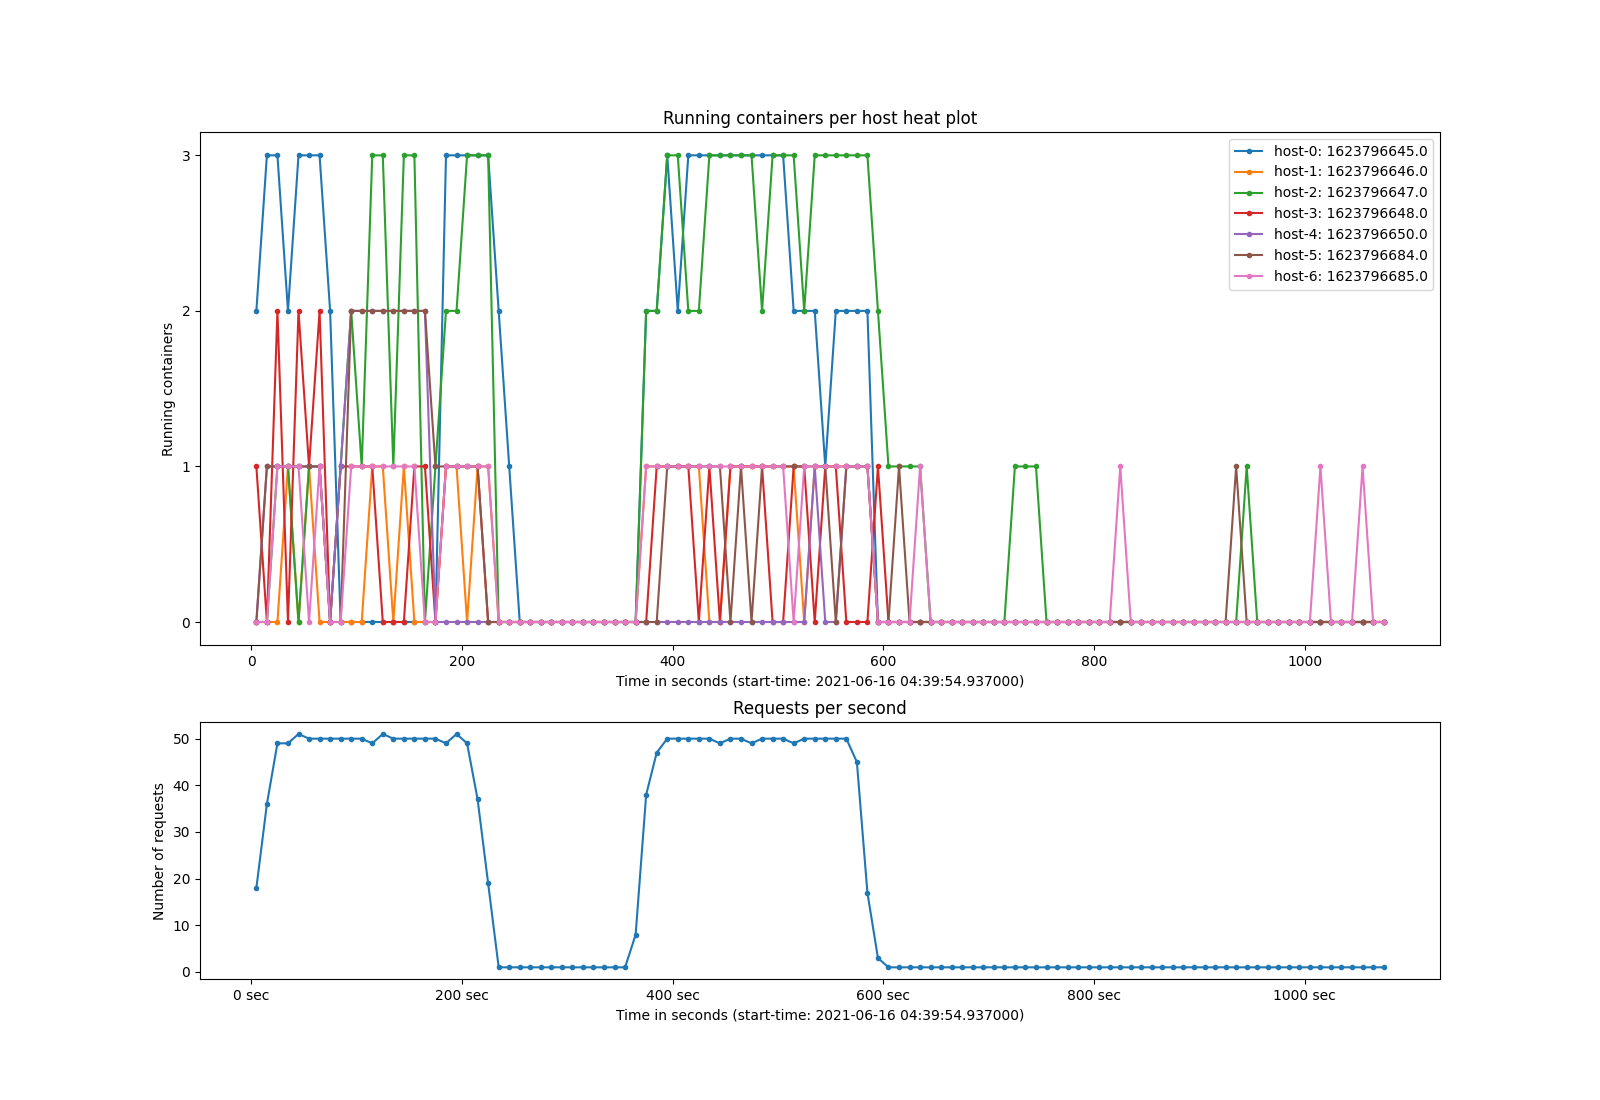 Running containers per host heat plot
3
2
1
0
Running containers
host-0: 1623796645.0
host-1: 1623796646.0
host-2: 1623796647.0
host-3: 1623796648.0
host-4: 1623796650.0
host-5: 1623796684.0
host-6: 1623796685.0
0 200 400 600 800 1000
Time in seconds (start-time: 2021-06-16 04:39:54.937000)
Requests per second
50
40
30
20
10
0
Number of requests
0 sec 200 sec 400 sec 600 sec 800 sec 1000 sec
Time in seconds (start-time: 2021-06-16 04:39:54.937000)